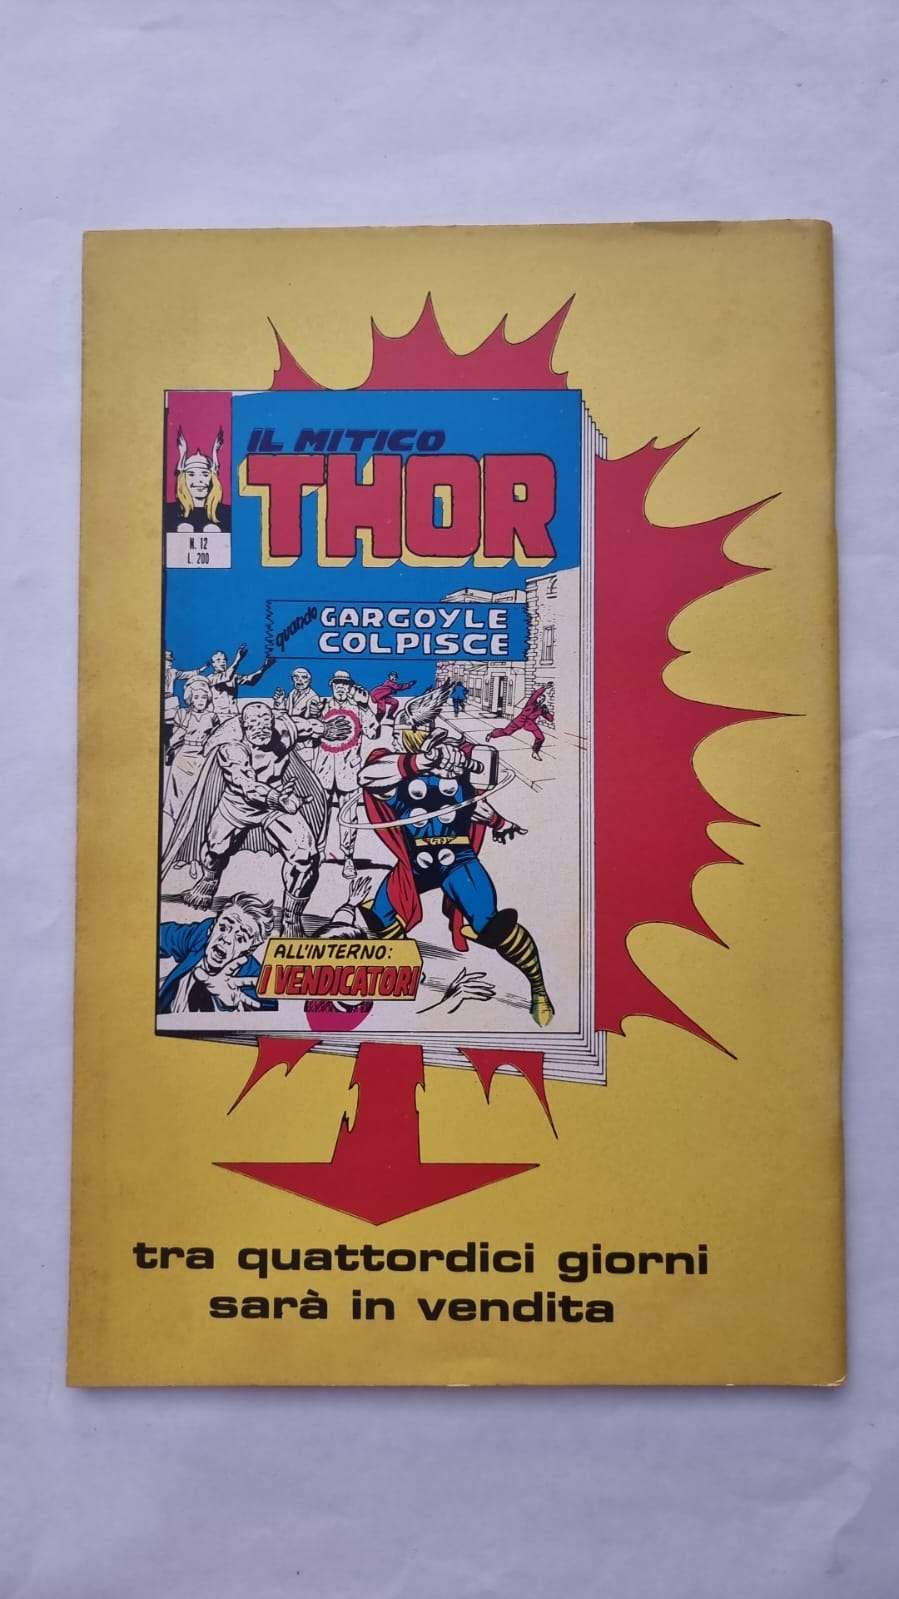 IL MITICO
THOR
N. 12
L. 200
quando GARGOYLE
COLPISCE
ALL'INTERNO:
I VENDICATORI
tra quattordici giorni
sarà in vendita